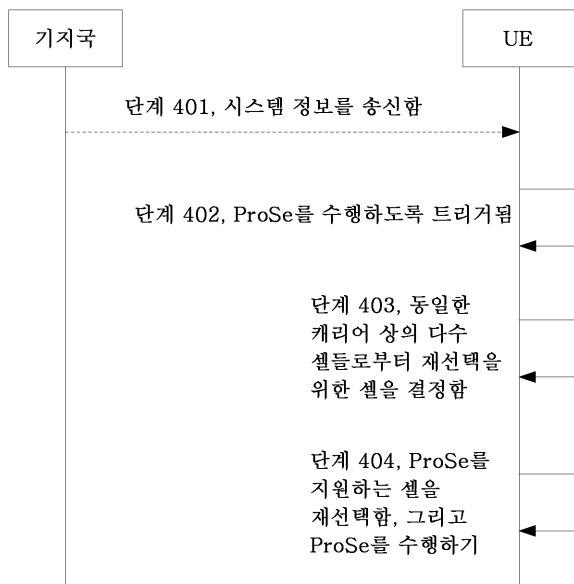 기지국
UE
단계 401, 시스템 정보를 송신함
단계 402, ProSe를 수행하도록 트리거됨
단계 403, 동일한
캐리어 상의 다수
셀들로부터 재선택을
위한 셀을 결정함
단계 404, ProSe를
지원하는 셀을
재선택함, 그리고
ProSe를 수행하기